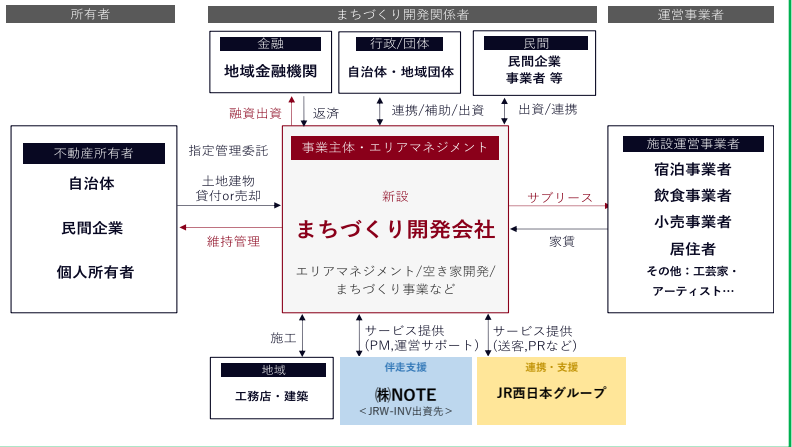 所有者
まちづくり開発関係者
運営事業者
金融
地域金融機関
行政/団体
自治体・地域団体
民間
民間企業
事業者 等
融資出資
返済
連携/補助/出資
出資/連携
不動産所有者
自治体
民間企業
個人所有者
指定管理委託
土地建物
貸付or売却
維持管理
事業主体・エリアマネジメント
新設
まちづくり開発会社
エリアマネジメント/空き家開発/
まちづくり事業など
サブリース
家賃
施設運営事業者
宿泊事業者
飲食事業者
小売事業者
居住者
その他：工芸家・
アーティスト…
施工
サービス提供
(PM,運営サポート)
サービス提供
(送客,PRなど)
地域
工務店・建築
伴走支援
㈱NOTE
＜JRW-INV出資先＞
連携・支援
JR西日本グループ